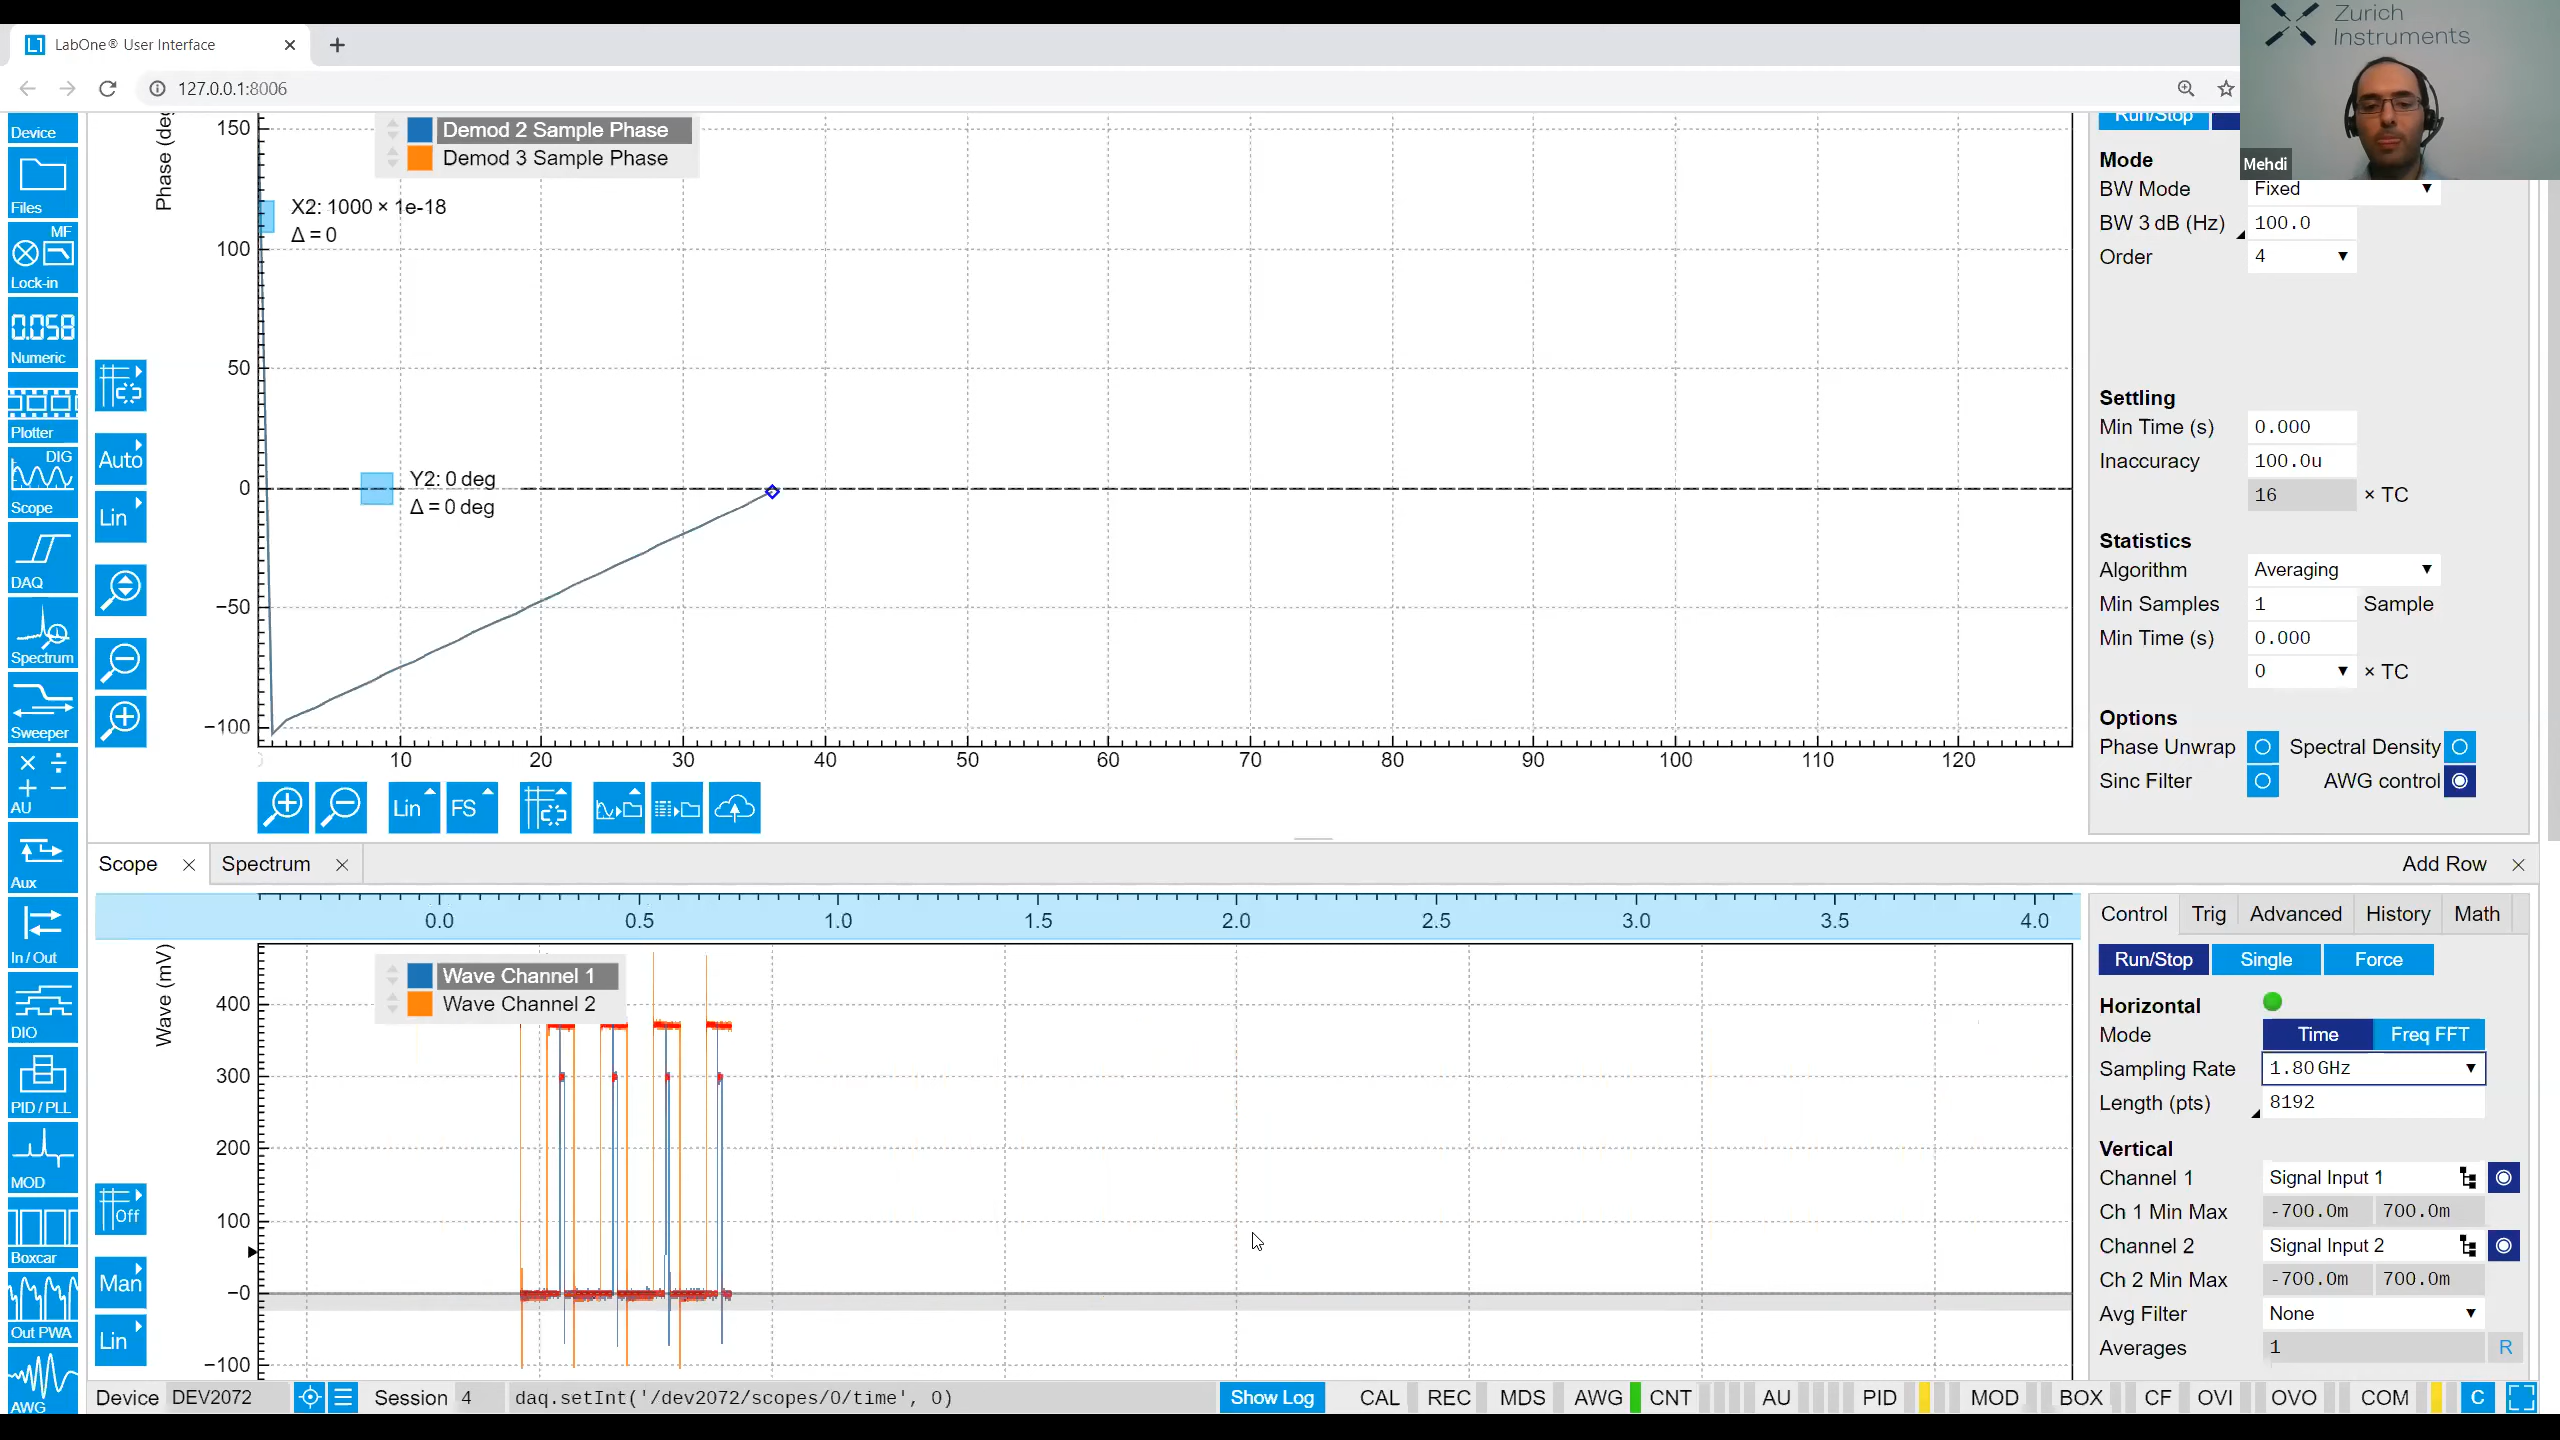 LabOne® User Interface
127.0.0.1:8006
Zurich
Instruments
Mehdi
Device
Files
MF
Lock-in
0.058
Numeric
Plotter
DIG
Scope
DAQ
Spectrum
Sweeper
AU
Aux
In / Out
DIO
PID / PLL
MOD
Boxcar
Out PWA
AWG
Auto
Lin
Demod 2 Sample Phase
Demod 3 Sample Phase
X2: 1000 × 1e-18
Δ = 0
Y2: 0 deg
Δ = 0 deg
150
100
50
0
−50
−100
10 20 30 40 50 60 70 80 90 100 110 120
Lin FS
Run/Stop
Mode
BW Mode Fixed
BW 3 dB (Hz) 100.0
Order 4
Settling
Min Time (s) 0.000
Inaccuracy 100.0u
16 × TC
Statistics
Algorithm Averaging
Min Samples 1 Sample
Min Time (s) 0.000
0 × TC
Options
Phase Unwrap Spectral Density
Sinc Filter AWG control
Scope Spectrum Add Row
0.0 0.5 1.0 1.5 2.0 2.5 3.0 3.5 4.0
Wave (mV)
Wave Channel 1
Wave Channel 2
400
300
200
100
−0
−100
Off
Man
Lin
Control Trig Advanced History Math
Run/Stop Single Force
Horizontal
Mode Time Freq FFT
Sampling Rate 1.80 GHz
Length (pts) 8192
Vertical
Channel 1 Signal Input 1
Ch 1 Min Max -700.0m 700.0m
Channel 2 Signal Input 2
Ch 2 Min Max -700.0m 700.0m
Avg Filter None
Averages 1 R
Device DEV2072 Session 4 daq.setInt('/dev2072/scopes/0/time', 0) Show Log CAL REC MDS AWG CNT AU PID MOD BOX CF OVI OVO COM C